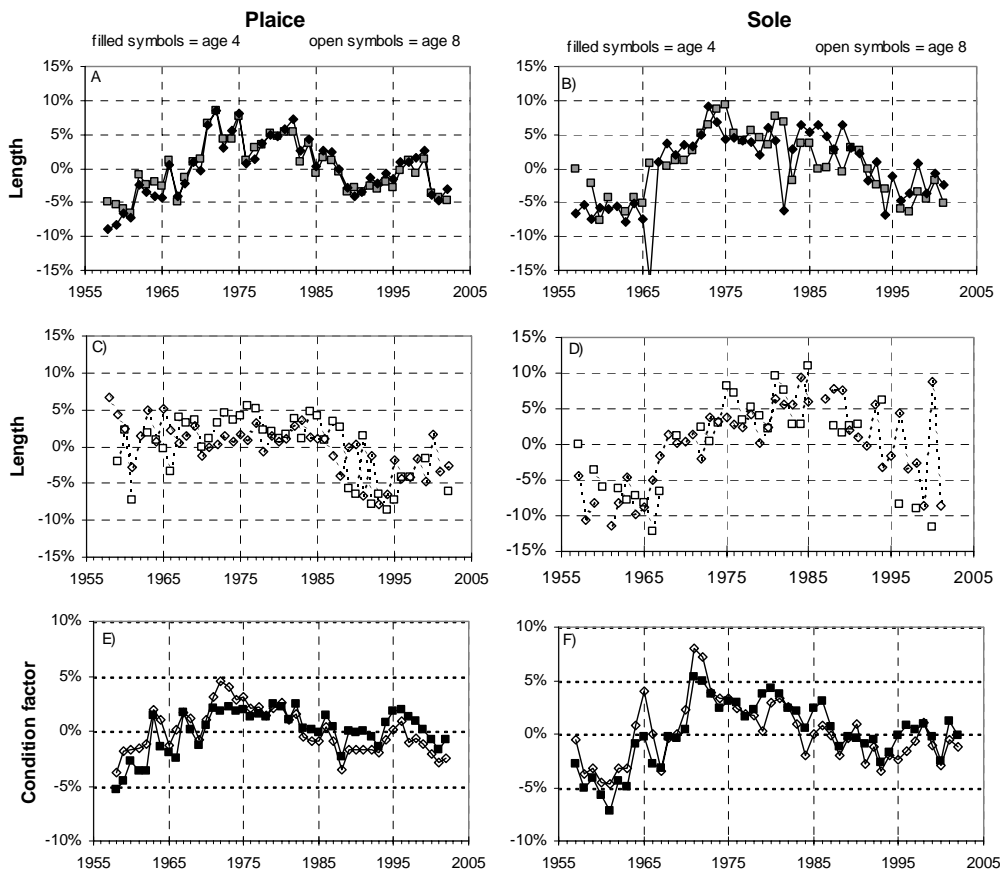 Plaice
Sole
filled symbols = age 4 open symbols = age 8
filled symbols = age 4 open symbols = age 8
Length
A
15%
10%
5%
0%
-5%
-10%
-15%
1955 1965 1975 1985 1995 2005
B)
15%
10%
5%
0%
-5%
-10%
-15%
1955 1965 1975 1985 1995 2005
Length
C)
15%
10%
5%
0%
-5%
-10%
-15%
1955 1965 1975 1985 1995 2005
D)
15%
10%
5%
0%
-5%
-10%
-15%
1955 1965 1975 1985 1995 2005
Condition factor
E)
10%
5%
0%
-5%
-10%
1955 1965 1975 1985 1995 2005
F)
10%
5%
0%
-5%
-10%
1955 1965 1975 1985 1995 2005